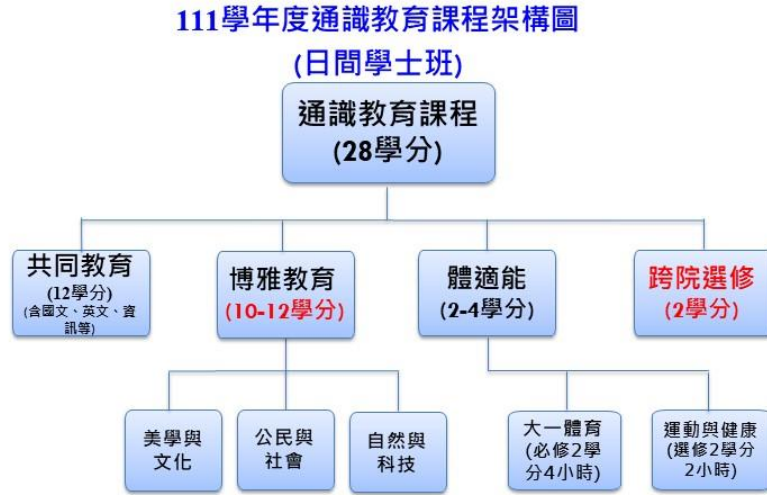 111學年度通識教育課程架構圖
(日間學士班)
通識教育課程
(28學分)
共同教育
(12學分)
(含國文、英文、資
訊等)
博雅教育
(10-12學分)
體適能
(2-4學分)
跨院選修
(2學分)
美學與
文化
公民與
社會
自然與
科技
大一體育
(必修2學
分4小時)
運動與健康
(選修2學分
2小時)